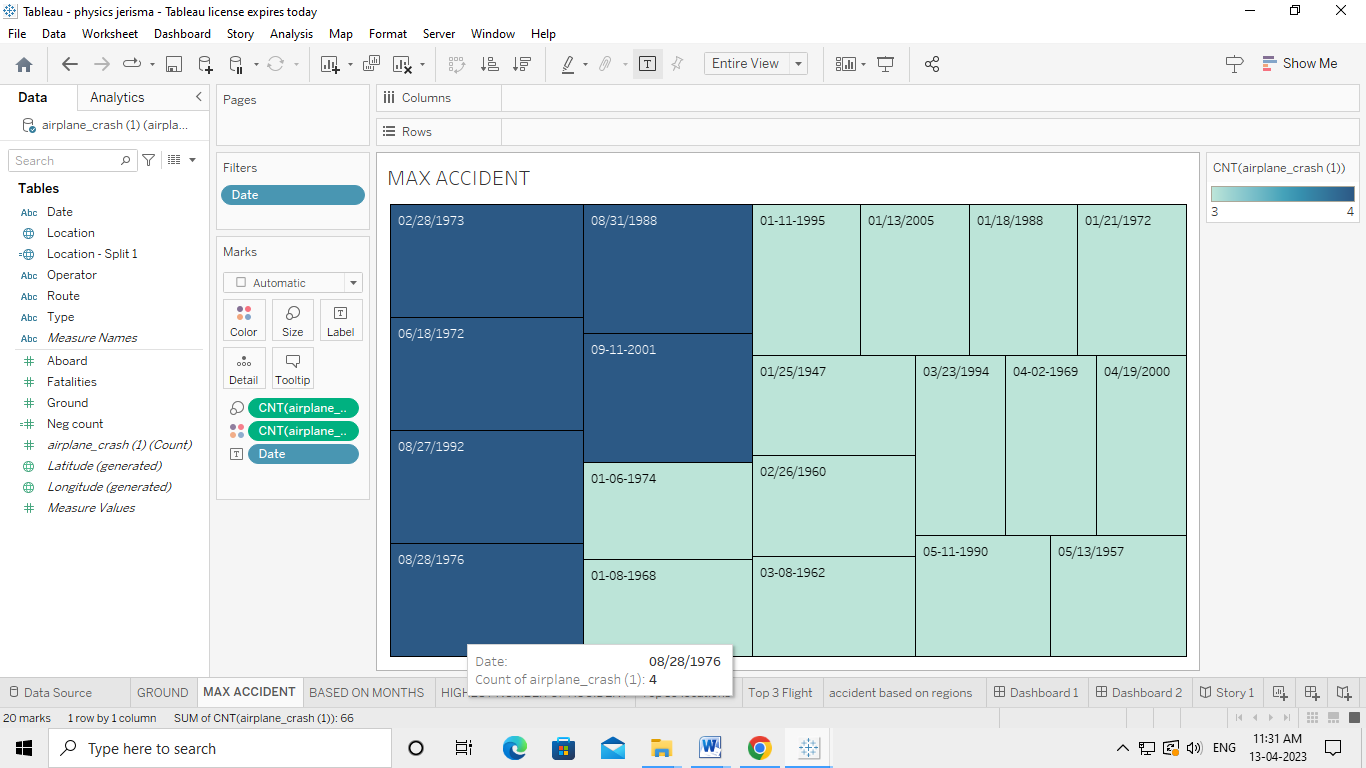 Tableau - physics jerisma - Tableau license expires today
File Data Worksheet Dashboard Story Analysis Map Format Server Window Help
Entire View
Show Me
Data Analytics
airplane_crash (1) (airpla...
Search
Tables
Abc Date
Location
Location - Split 1
Abc Operator
Abc Route
Abc Type
Abc Measure Names
Aboard
Fatalities
Ground
Neg count
airplane_crash (1) (Count)
Latitude (generated)
Longitude (generated)
Measure Values
Pages
Filters
Date
Marks
Automatic
Color Size Label
Detail Tooltip
CNT(airplane_..
CNT(airplane_..
Date
Columns
Rows
MAX ACCIDENT
02/28/1973
06/18/1972
08/27/1992
08/28/1976
08/31/1988
09-11-2001
01-06-1974
01-08-1968
01-11-1995
01/13/2005
01/18/1988
01/21/1972
01/25/1947
02/26/1960
03-08-1962
03/23/1994
04-02-1969
04/19/2000
05-11-1990
05/13/1957
Date: 08/28/1976
Count of airplane_crash (1): 4
CNT(airplane_crash (1))
3 4
Data Source GROUND MAX ACCIDENT BASED ON MONTHS Top 3 Flight accident based on regions Dashboard 1 Dashboard 2 Story 1
20 marks 1 row by 1 column SUM of CNT(airplane_crash (1)): 66
Type here to search
ENG
11:31 AM
13-04-2023